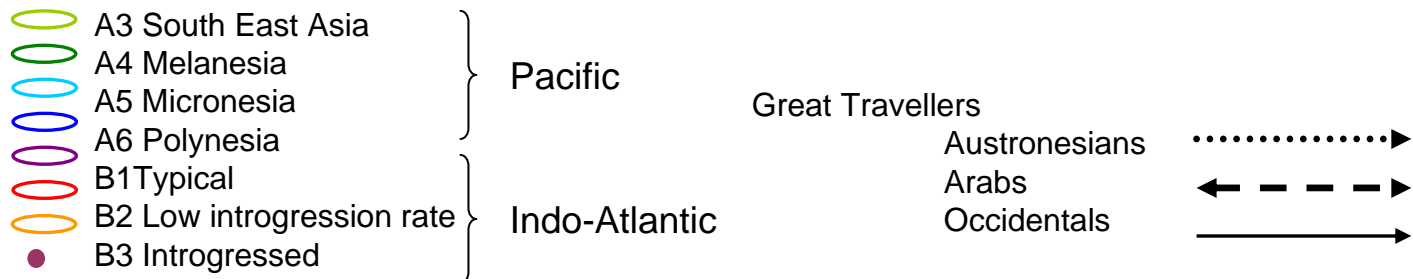 A3 South East Asia
A4 Melanesia
A5 Micronesia
A6 Polynesia
B1Typical
B2 Low introgression rate
B3 Introgressed
Pacific
Indo-Atlantic
Great Travellers
Austronesians
Arabs
Occidentals